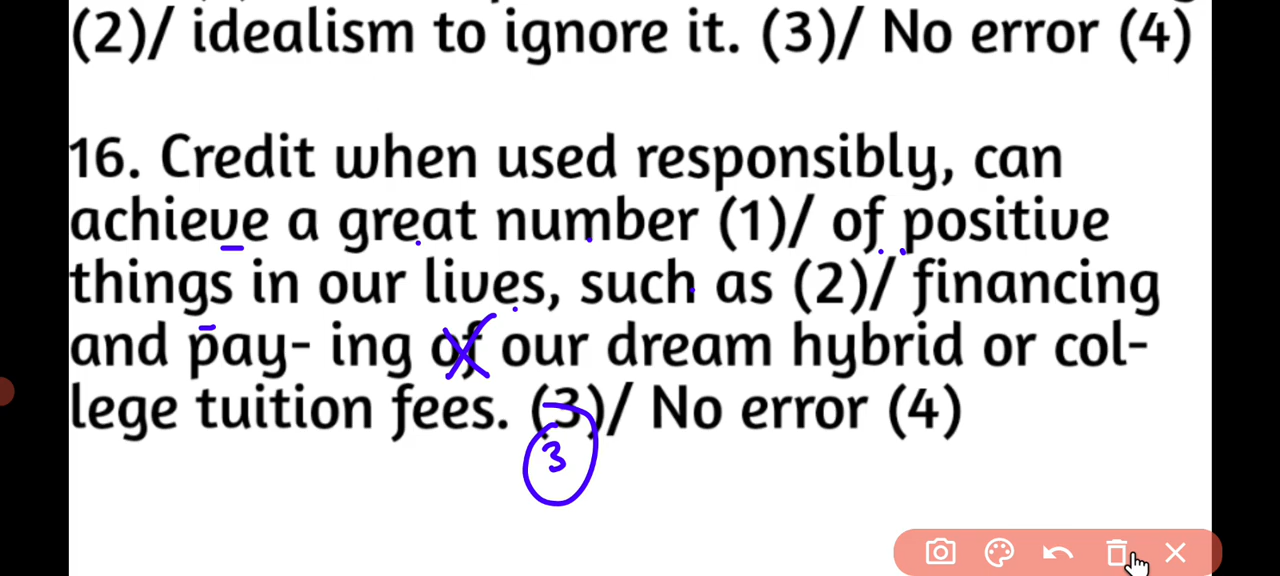 (2)/ idealism to ignore it. (3)/ No error (4)
16. Credit when used responsibly, can
achieve a great number (1)/ of positive
things in our lives, such as (2)/ financing
and pay- ing of our dream hybrid or col-
lege tuition fees. (3)/ No error (4)
3